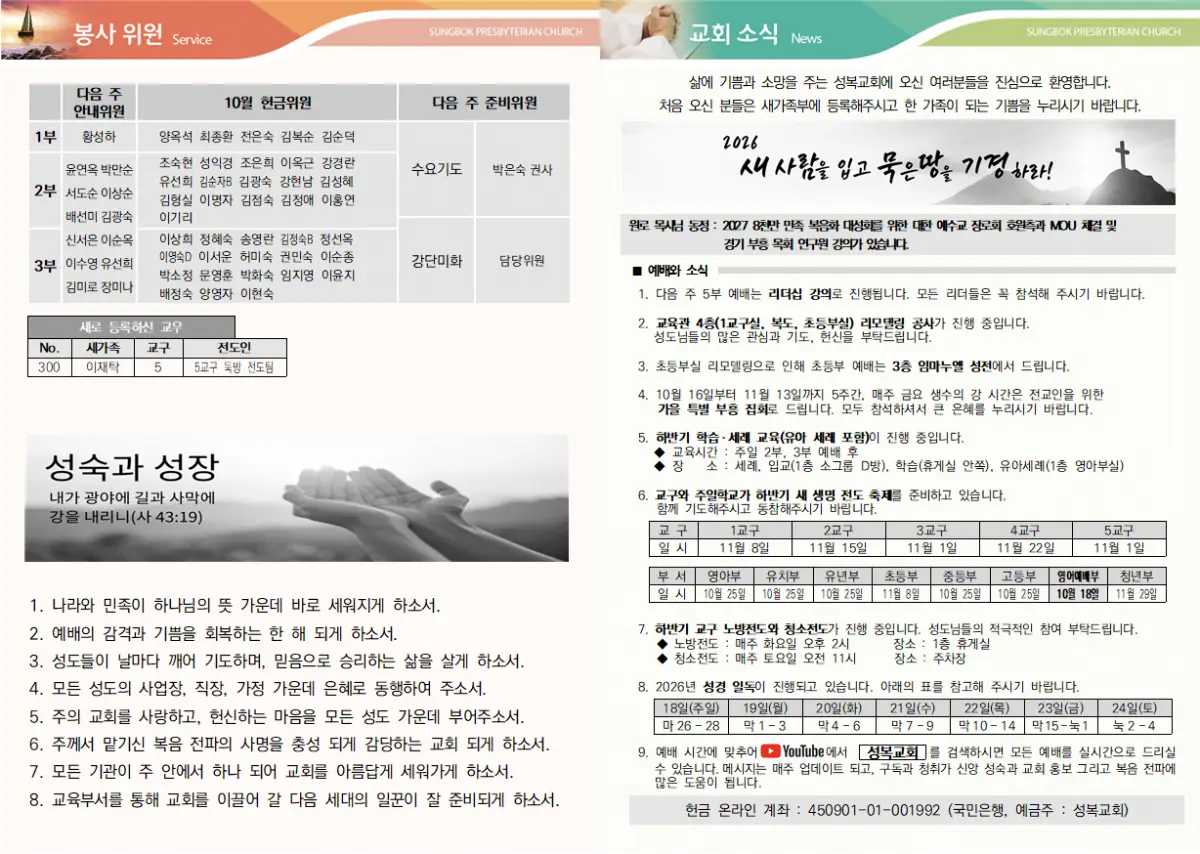 봉사 위원 Service
SUNGBOK PRESBYTERIAN CHURCH
다음 주
안내위원
10월 헌금위원
다음 주 준비위원
1부
황성하
양옥석 최종환 전은숙 김복순 김순덕
2부
윤연옥 박만순
서도순 이상순
배선미 김광숙
조숙현 성익경 조은희 이옥근 강경란
유선희 김순자B 김광숙 강현남 김성혜
김형실 이명자 김점숙 김정애 이홍연
이기리
수요기도
박은숙 권사
3부
신서은 이순옥
이수영 유선희
김미로 장미나
이상희 정혜숙 송영란 김정숙B 정선옥
이영숙D 이서운 허미숙 권민숙 이순종
박소정 문영훈 박화숙 임지영 이윤지
배정숙 양영자 이현숙
강단미화
담당위원
새로 등록하신 교우
No. 새가족 교구 전도인
300 이재탁 5 5교구 둑방 전도팀
성숙과 성장
내가 광야에 길과 사막에
강을 내리니(사 43:19)
1. 나라와 민족이 하나님의 뜻 가운데 바로 세워지게 하소서.
2. 예배의 감격과 기쁨을 회복하는 한 해 되게 하소서.
3. 성도들이 날마다 깨어 기도하며, 믿음으로 승리하는 삶을 살게 하소서.
4. 모든 성도의 사업장, 직장, 가정 가운데 은혜로 동행하여 주소서.
5. 주의 교회를 사랑하고, 헌신하는 마음을 모든 성도 가운데 부어주소서.
6. 주께서 맡기신 복음 전파의 사명을 충성 되게 감당하는 교회 되게 하소서.
7. 모든 기관이 주 안에서 하나 되어 교회를 아름답게 세워가게 하소서.
8. 교육부서를 통해 교회를 이끌어 갈 다음 세대의 일꾼이 잘 준비되게 하소서.
교회 소식 News
SUNGBOK PRESBYTERIAN CHURCH
삶에 기쁨과 소망을 주는 성복교회에 오신 여러분들을 진심으로 환영합니다.
처음 오신 분들은 새가족부에 등록해주시고 한 가족이 되는 기쁨을 누리시기 바랍니다.
2026
새 사람을 입고 묵은땅을 기경하라!
원로 목사님 동정 : 2027 8천만 민족 복음화 대성회를 위한 대한 예수교 장로회 호원측과 MOU 체결 및
경기 부흥 목회 연구원 강의가 있습니다.
■ 예배와 소식
1. 다음 주 5부 예배는 리더십 강의로 진행됩니다. 모든 리더들은 꼭 참석해 주시기 바랍니다.
2. 교육관 4층(1교구실, 복도, 초등부실) 리모델링 공사가 진행 중입니다.
성도님들의 많은 관심과 기도, 헌신을 부탁드립니다.
3. 초등부실 리모델링으로 인해 초등부 예배는 3층 임마누엘 성전에서 드립니다.
4. 10월 16일부터 11월 13일까지 5주간, 매주 금요 생수의 강 시간은 전교인을 위한
가을 특별 부흥 집회로 드립니다. 모두 참석하셔서 큰 은혜를 누리시기 바랍니다.
5. 하반기 학습·세례 교육(유아 세례 포함)이 진행 중입니다.
◆ 교육시간 : 주일 2부, 3부 예배 후
◆ 장 소 : 세례, 입교(1층 소그룹 D방), 학습(휴게실 안쪽), 유아세례(1층 영아부실)
6. 교구와 주일학교가 하반기 새 생명 전도 축제를 준비하고 있습니다.
함께 기도해주시고 동참해주시기 바랍니다.
교 구 1교구 2교구 3교구 4교구 5교구
일 시 11월 8일 11월 15일 11월 1일 11월 22일 11월 1일
부 서 영아부 유치부 유년부 초등부 중등부 고등부 영어예배부 청년부
일 시 10월 25일 10월 25일 10월 25일 11월 8일 10월 25일 10월 25일 10월 18일 11월 29일
7. 하반기 교구 노방전도와 청소전도가 진행 중입니다. 성도님들의 적극적인 참여 부탁드립니다.
◆ 노방전도 : 매주 화요일 오후 2시 장소 : 1층 휴게실
◆ 청소전도 : 매주 토요일 오전 11시 장소 : 주차장
8. 2026년 성경 일독이 진행되고 있습니다. 아래의 표를 참고해 주시기 바랍니다.
18일(주일) 19일(월) 20일(화) 21일(수) 22일(목) 23일(금) 24일(토)
마 26 - 28 막 1 - 3 막 4 - 6 막 7 - 9 막 10 - 14 막15-눅1 눅 2 - 4
9. 예배 시간에 맞추어 YouTube에서 성복교회 를 검색하시면 모든 예배를 실시간으로 드리실
수 있습니다. 메시지는 매주 업데이트 되고, 구독과 청취가 신앙 성숙과 교회 홍보 그리고 복음 전파에
많은 도움이 됩니다.
헌금 온라인 계좌 : 450901-01-001992 (국민은행, 예금주 : 성복교회)